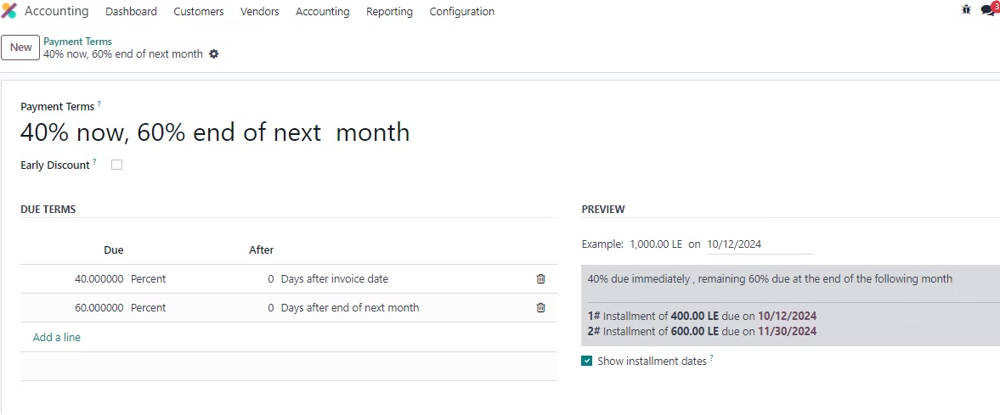 Accounting Dashboard Customers Vendors Accounting Reporting Configuration 3
New Payment Terms
40% now, 60% end of next month
Payment Terms ?
40% now, 60% end of next  month
Early Discount ?
DUE TERMS
Due After
40.000000 Percent 0 Days after invoice date
60.000000 Percent 0 Days after end of next month
Add a line
PREVIEW
Example: 1,000.00 LE on 10/12/2024
40% due immediately , remaining 60% due at the end of the following month
1# Installment of 400.00 LE due on 10/12/2024
2# Installment of 600.00 LE due on 11/30/2024
Show installment dates ?